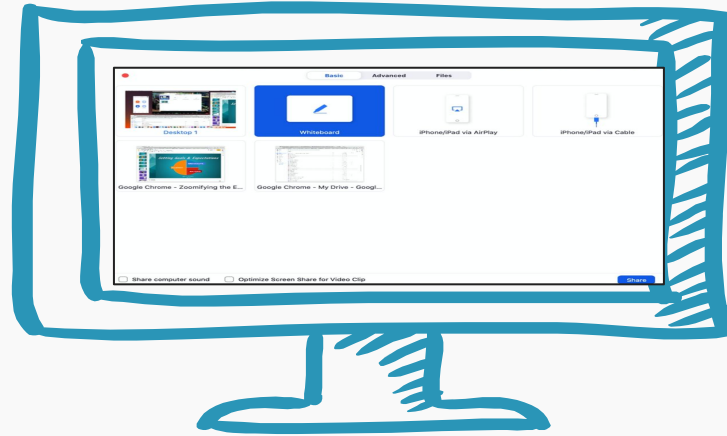 Basic Advanced Files
Desktop 1 Whiteboard iPhone/iPad via AirPlay iPhone/iPad via Cable
Google Chrome - Zoomifying the E... Google Chrome - My Drive - Googl...
Share computer sound Optimize Screen Share for Video Clip Share